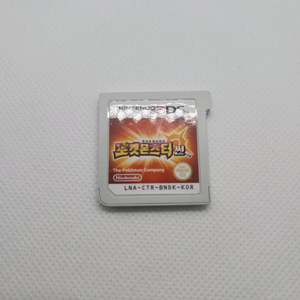 NINTENDO 3DS
포켓몬스터 썬
The Pokémon Company
Nintendo
LNA-CTR-BNDK-KOR